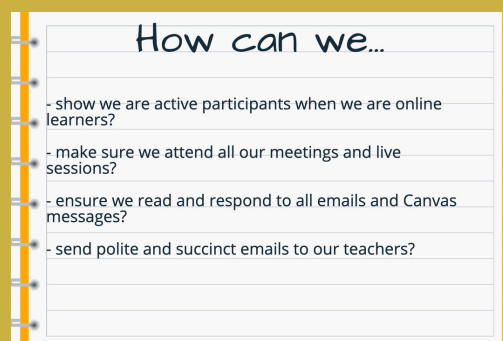 How can we...
- show we are active participants when we are online
learners?
- make sure we attend all our meetings and live
sessions?
- ensure we read and respond to all emails and Canvas
messages?
- send polite and succinct emails to our teachers?